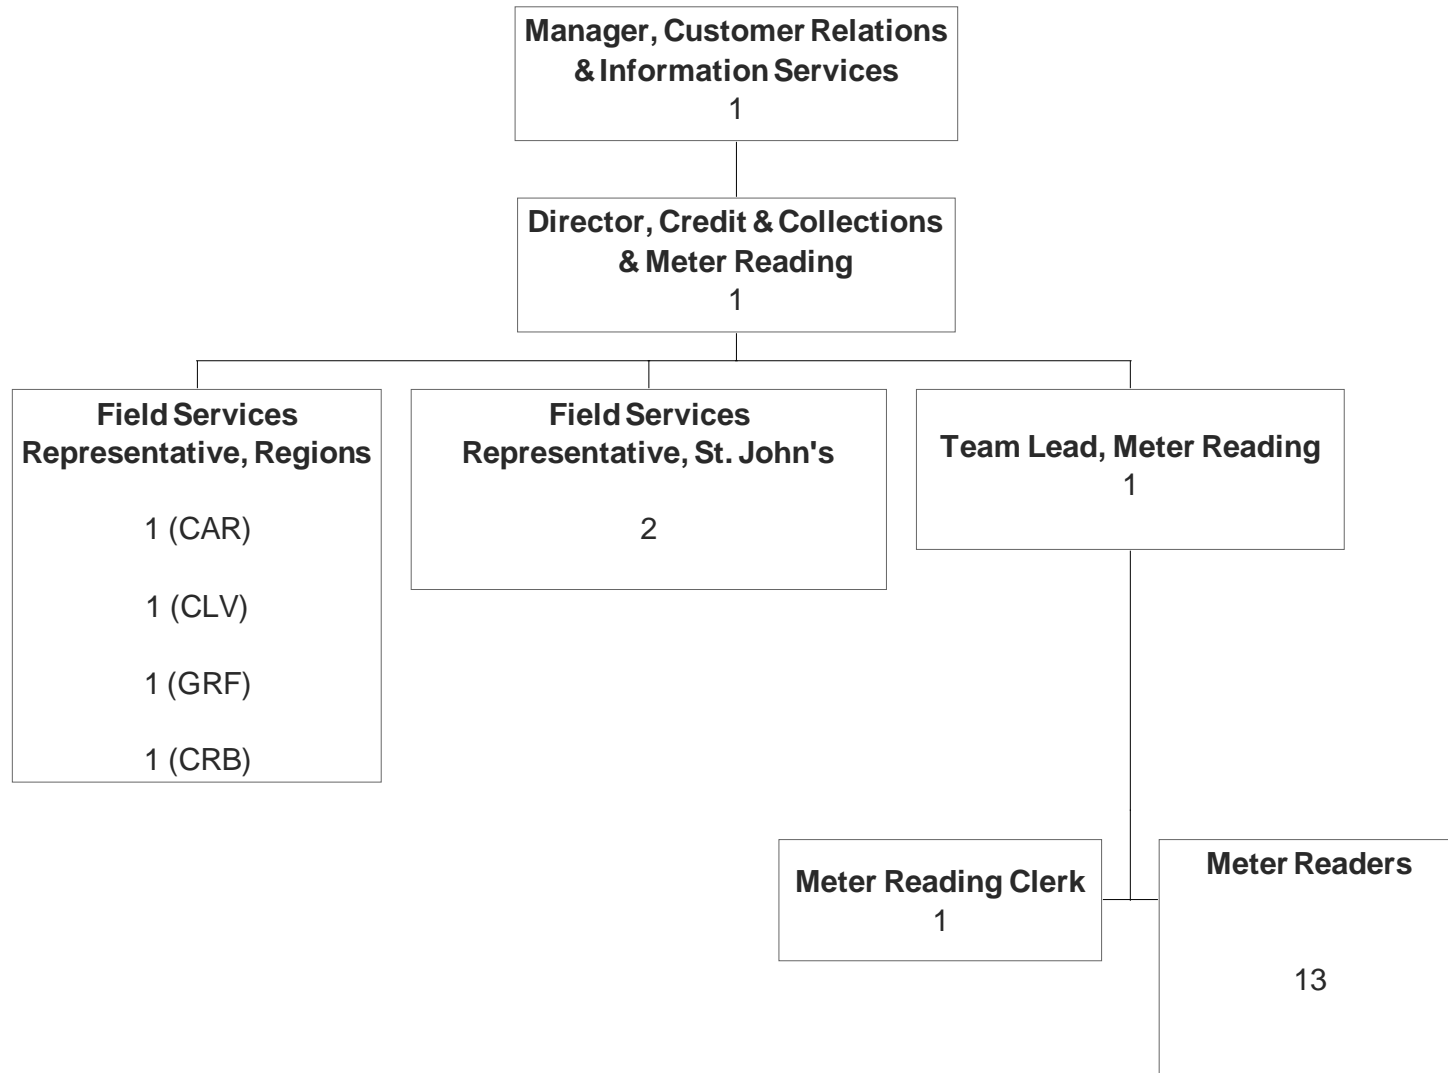 Manager, Customer Relations
& Information Services
1
Director, Credit & Collections
& Meter Reading
1
Field Services
Representative, Regions
1 (CAR)
1 (CLV)
1 (GRF)
1 (CRB)
Field Services
Representative, St. John's
2
Team Lead, Meter Reading
1
Meter Reading Clerk
1
Meter Readers
13